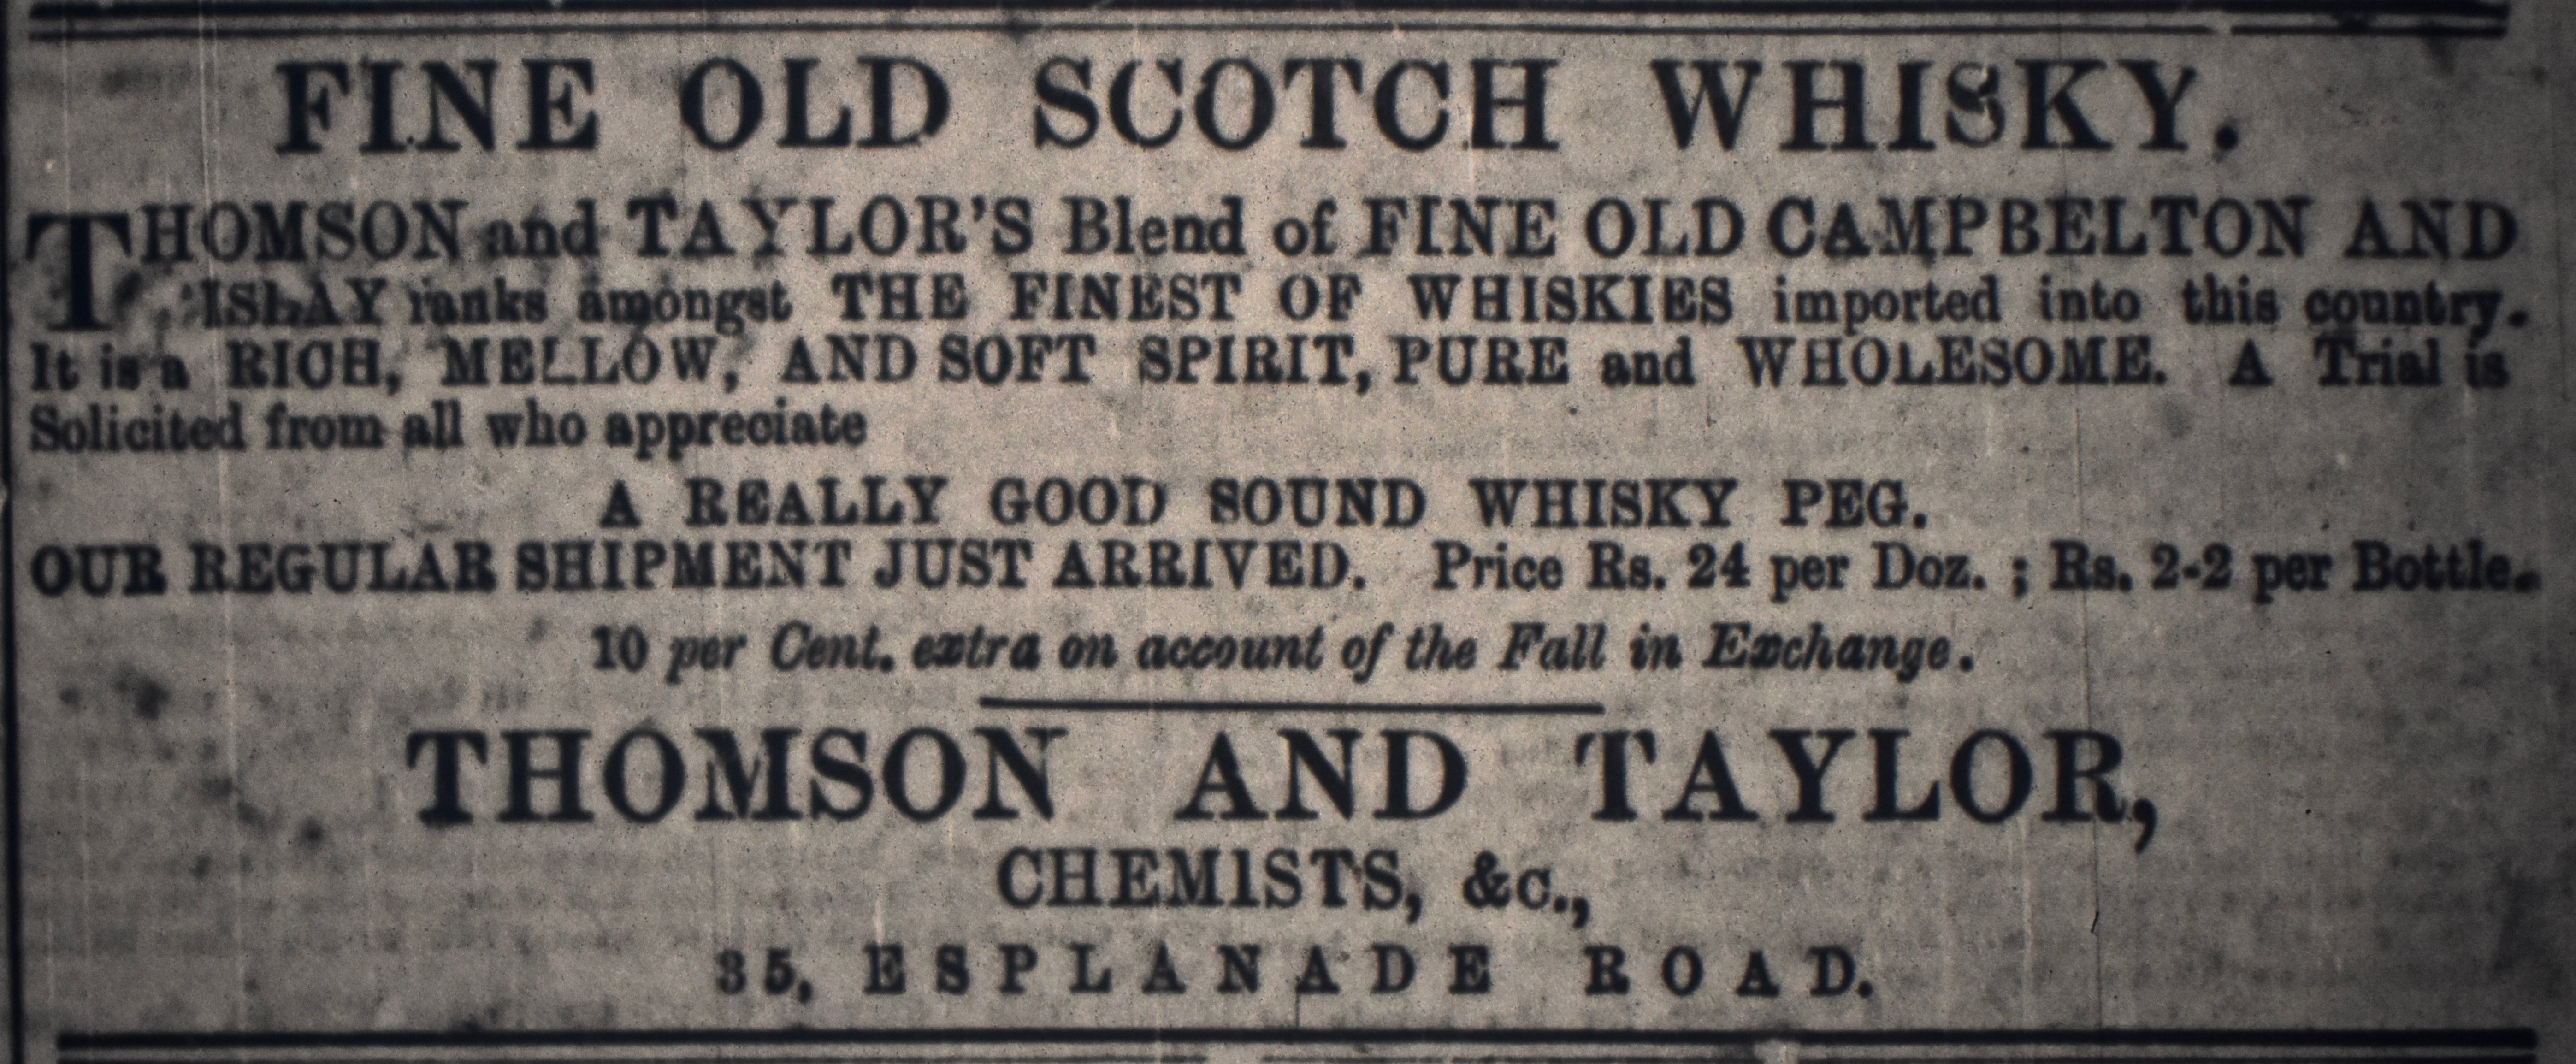 FINE OLD SCOTCH WHISKY.
THOMSON and TAYLOR'S Blend of FINE OLD CAMPBELTON AND
ISLAY ranks amongst THE FINEST OF WHISKIES imported into this country.
It is a RICH, MELLOW, AND SOFT SPIRIT, PURE and WHOLESOME. A Trial is
Solicited from all who appreciate
A REALLY GOOD SOUND WHISKY PEG.
OUR REGULAR SHIPMENT JUST ARRIVED. Price Rs. 24 per Doz. ; Rs. 2-2 per Bottle.
10 per Cent. extra on account of the Fall in Exchange.
THOMSON AND TAYLOR,
CHEMISTS, &c.,
35, ESPLANADE ROAD.